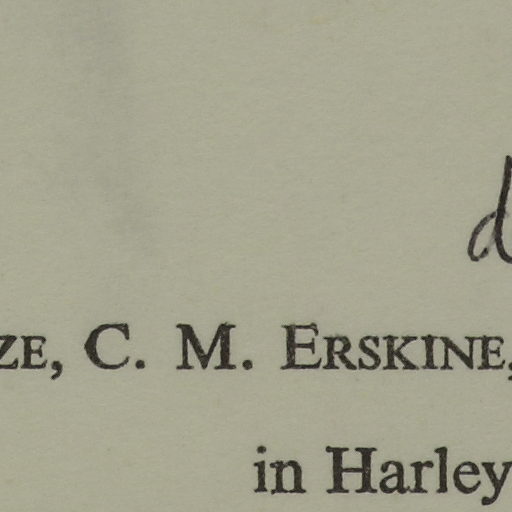 d
ZE, C. M. ERSKINE,
in Harley